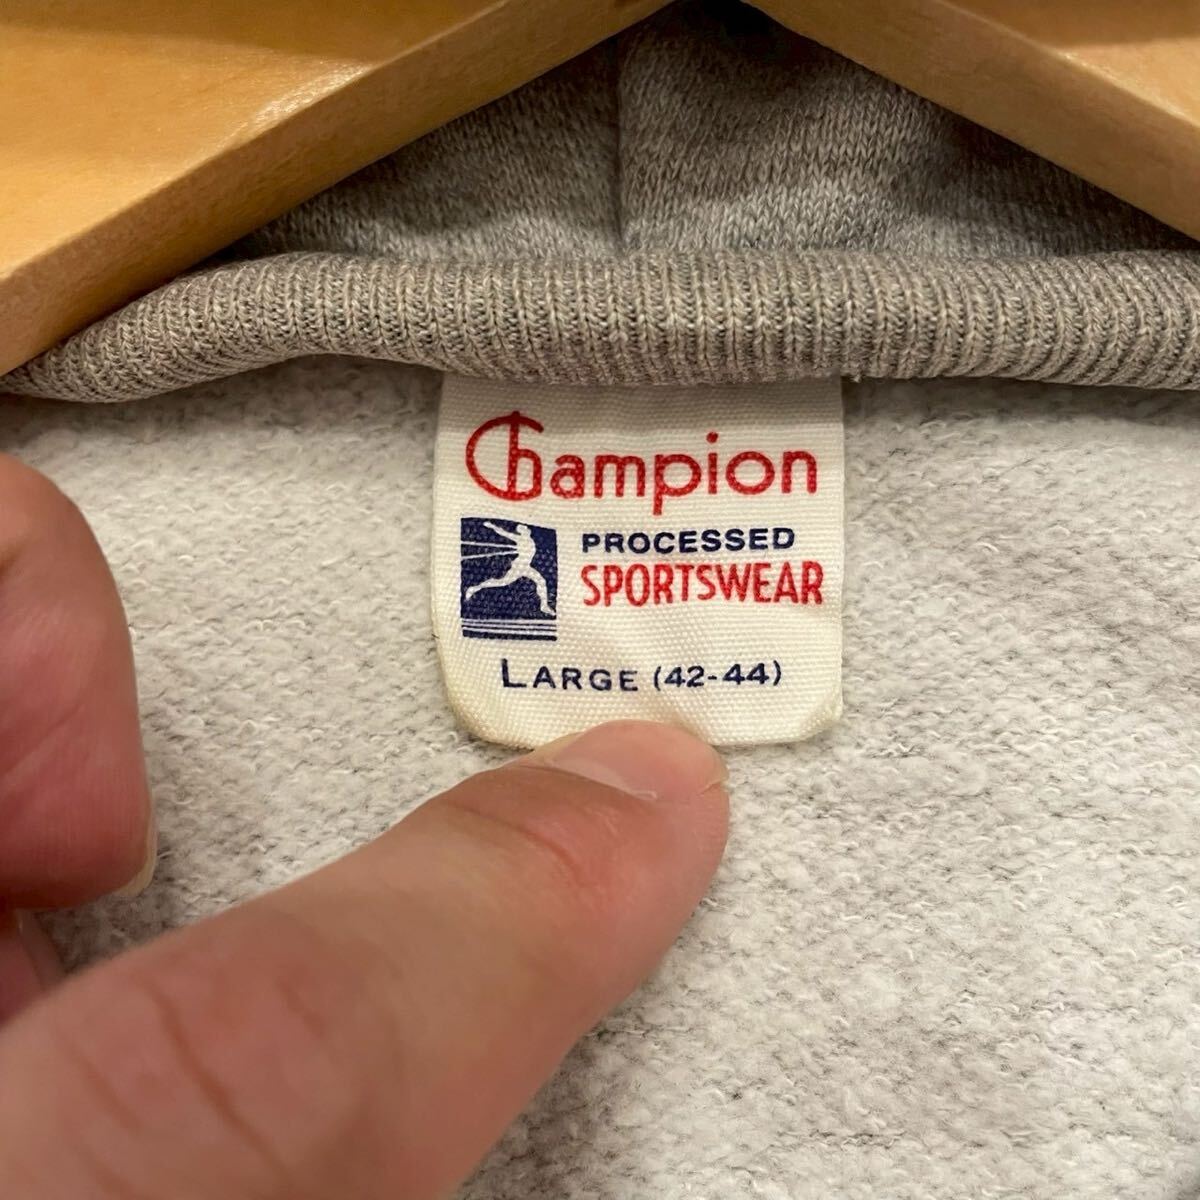 Champion
PROCESSED
SPORTSWEAR
LARGE (42-44)